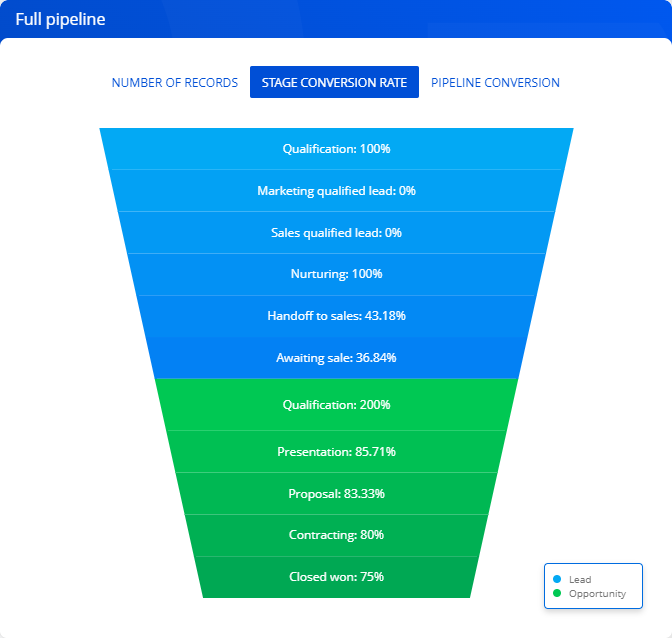 Full pipeline
NUMBER OF RECORDS STAGE CONVERSION RATE PIPELINE CONVERSION
Qualification: 100%
Marketing qualified lead: 0%
Sales qualified lead: 0%
Nurturing: 100%
Handoff to sales: 43.18%
Awaiting sale: 36.84%
Qualification: 200%
Presentation: 85.71%
Proposal: 83.33%
Contracting: 80%
Closed won: 75%
Lead
Opportunity